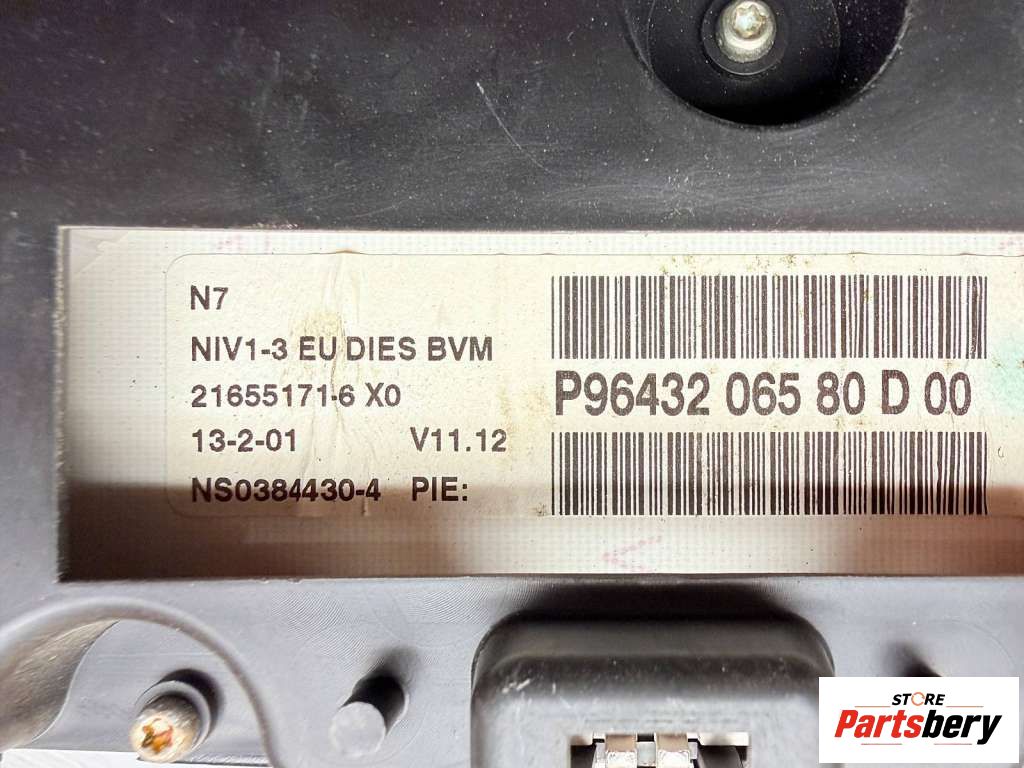 N7
NIV1-3 EU DIES BVM
21655171-6 X0
13-2-01 V11.12
NS0384430-4 PIE:
P96432 065 80 D 00
STORE
Partsbery